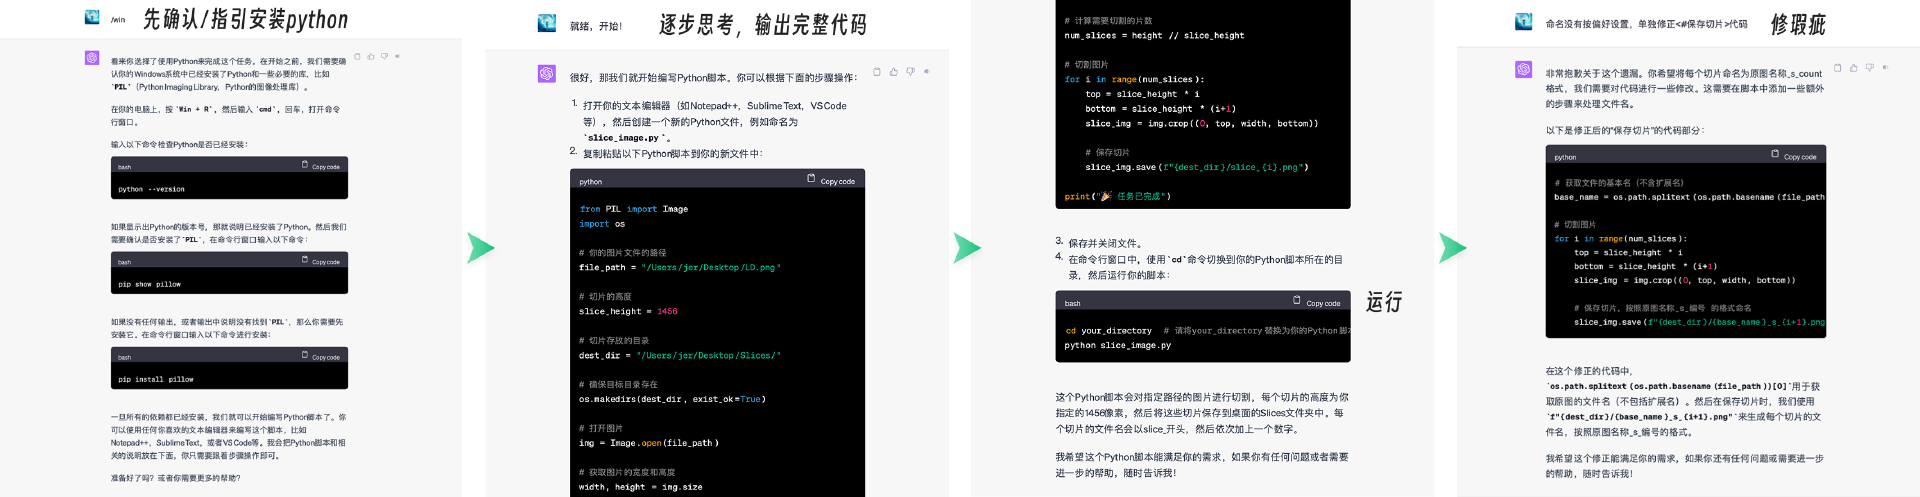 /win
先确认/指引安装python
看来你选择了使用Python来完成这个任务。在开始之前，我们需要确
认你的Windows系统中已经安装了Python和一些必要的库，比如
`PIL`（Python Imaging Library，Python的图像处理库）。
在你的电脑上，按 `Win + R`，然后输入 `cmd`，回车，打开命令
行窗口。
输入以下命令检查Python是否已经安装：
bash
Copy code
python --version
如果显示出Python的版本号，那就说明已经安装了Python。然后我们
需要确认是否安装了`PIL`，在命令行窗口输入以下命令：
bash
Copy code
pip show pillow
如果没有任何输出，或者输出中说明没有找到`PIL`，那么你需要先
安装它。在命令行窗口输入以下命令进行安装：
bash
Copy code
pip install pillow
一旦所有的依赖都已经安装，我们就可以开始编写Python脚本了。你
可以使用任何你喜欢的文本编辑器来编写这个脚本，比如
Notepad++，Sublime Text，或者VS Code等。我会把Python脚本和相
关的说明放在下面，你只需要跟着步骤操作即可。
准备好了吗？或者你需要更多的帮助？
就绪，开始！
逐步思考，输出完整代码
很好，那我们就开始编写Python脚本。你可以根据下面的步骤操作：
1. 打开你的文本编辑器（如Notepad++，Sublime Text，VS Code
等），然后创建一个新的Python文件，例如命名为
`slice_image.py`。
2. 复制粘贴以下Python脚本到你的新文件中：
python
Copy code
from PIL import Image
import os
# 你的图片文件的路径
file_path = "/Users/jer/Desktop/LD.png"
# 切片的高度
slice_height = 1456
# 切片存放的目录
dest_dir = "/Users/jer/Desktop/Slices/"
# 确保目标目录存在
os.makedirs(dest_dir, exist_ok=True)
# 打开图片
img = Image.open(file_path)
# 获取图片的宽度和高度
width, height = img.size
# 计算需要切割的片数
num_slices = height // slice_height
# 切割图片
for i in range(num_slices):
top = slice_height * i
bottom = slice_height * (i+1)
slice_img = img.crop((0, top, width, bottom))
# 保存切片
slice_img.save(f"{dest_dir}/slice_{i}.png")
print("🎉 任务已完成")
3. 保存并关闭文件。
4. 在命令行窗口中，使用`cd`命令切换到你的Python脚本所在的目
录，然后运行你的脚本：
bash
Copy code
cd your_directory # 请将your_directory替换为你的Python脚本
python slice_image.py
运行
这个Python脚本会对指定路径的图片进行切割，每个切片的高度为你
指定的1456像素，然后将这些切片保存到桌面的Slices文件夹中。每
个切片的文件名会以slice_开头，然后依次加上一个数字。
我希望这个Python脚本能满足你的需求，如果你有任何问题或者需要
进一步的帮助，随时告诉我！
命名没有按偏好设置，单独修正<#保存切片>代码
修瑕疵
非常抱歉关于这个遗漏。你希望将每个切片命名为原图名称_s_count
格式，我们需要对代码进行一些修改。这需要在脚本中添加一些额外
的步骤来处理文件名。
以下是修正后的“保存切片”的代码部分：
python
Copy code
# 获取文件的基本名（不含扩展名）
base_name = os.path.splitext(os.path.basename(file_path
# 切割图片
for i in range(num_slices):
top = slice_height * i
bottom = slice_height * (i+1)
slice_img = img.crop((0, top, width, bottom))
# 保存切片，按照原图名称_s_编号 的格式命名
slice_img.save(f"{dest_dir}/{base_name}_s_{i+1}.png
在这个修正的代码中，
`os.path.splitext(os.path.basename(file_path))[0]`用于获
取原图的文件名（不包括扩展名）。然后在保存切片时，我们使用
`f"{dest_dir}/{base_name}_s_{i+1}.png"`来生成每个切片的文
件名，按照原图名称_s_编号的格式。
我希望这个修正能满足你的需求，如果你还有任何问题或需要进一步
的帮助，随时告诉我！